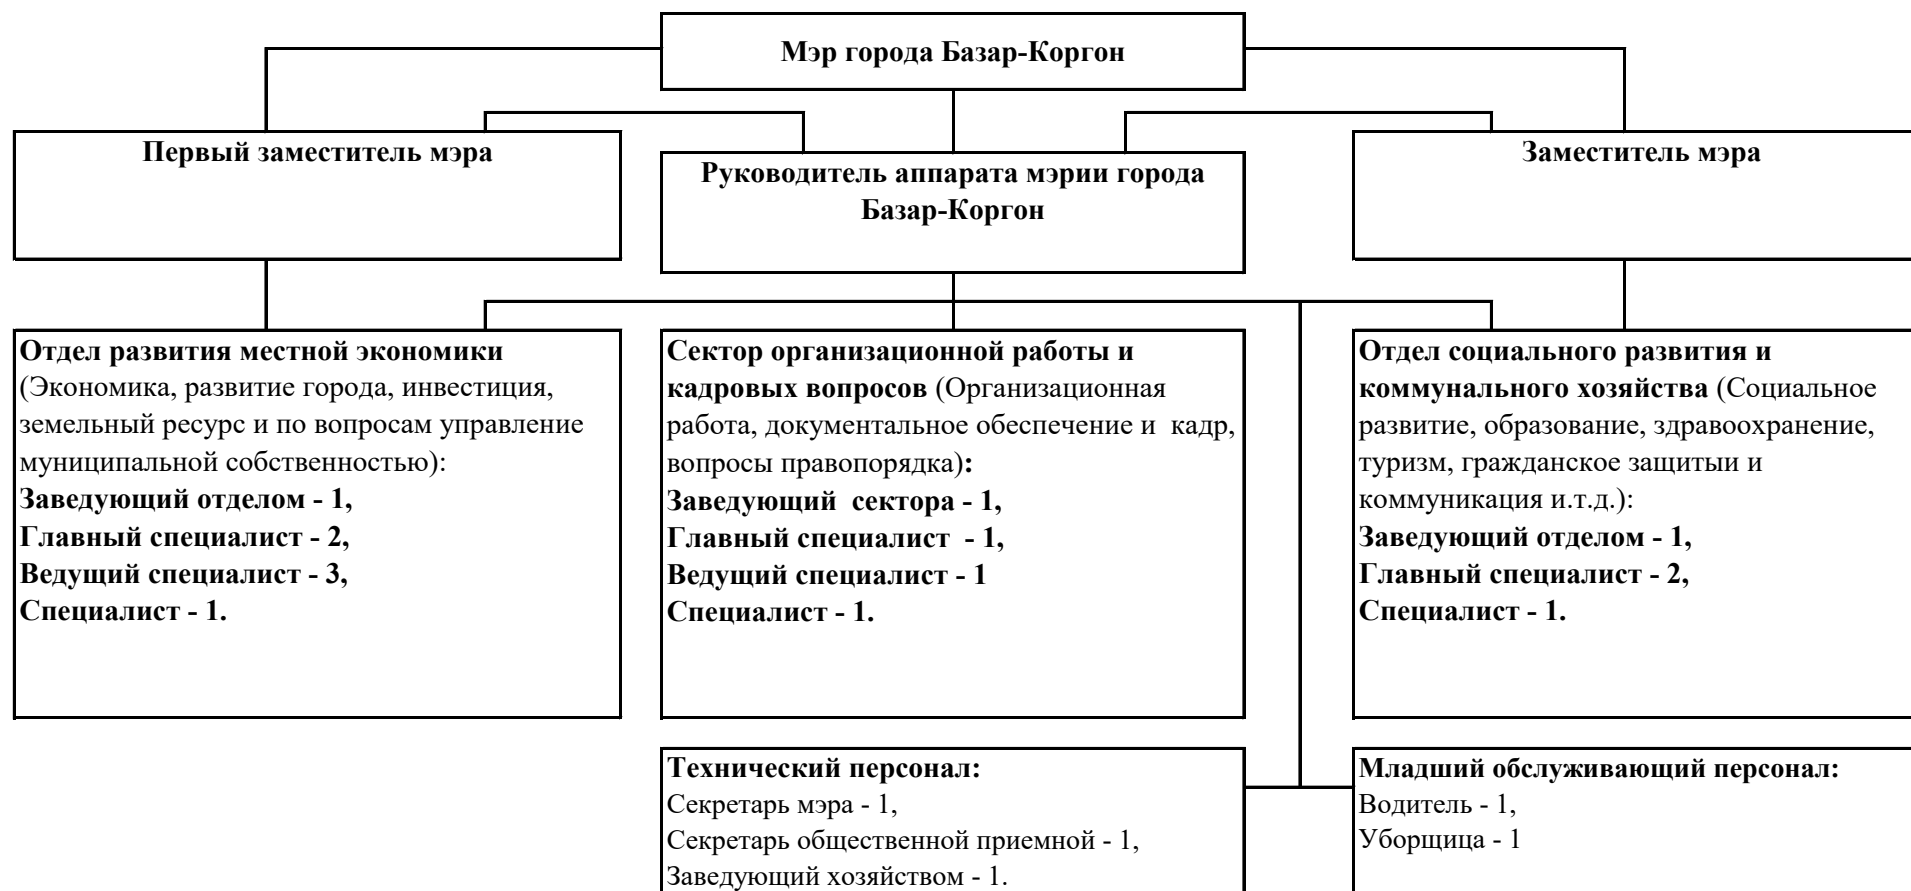 Мэр города Базар-Коргон
Первый заместитель мэра
Руководитель аппарата мэрии города
Базар-Коргон
Заместитель мэра
Отдел развития местной экономики
(Экономика, развитие города, инвестиция,
земельный ресурс и по вопросам управление
муниципальной собственностью):
Заведующий отделом - 1,
Главный специалист - 2,
Ведущий специалист - 3,
Специалист - 1.
Сектор организационной работы и
кадровых вопросов (Организационная
работа, документальное обеспечение и  кадр,
вопросы правопорядка):
Заведующий  сектора - 1,
Главный специалист  - 1,
Ведущий специалист - 1
Специалист - 1.
Отдел социального развития и
коммунального хозяйства (Социальное
развитие, образование, здравоохранение,
туризм, гражданское защитыи и
коммуникация и.т.д.):
Заведующий отделом - 1,
Главный специалист - 2,
Специалист - 1.
Технический персонал:
Секретарь мэра - 1,
Секретарь общественной приемной - 1,
Заведующий хозяйством - 1.
Младший обслуживающий персонал:
Водитель - 1,
Уборщица - 1